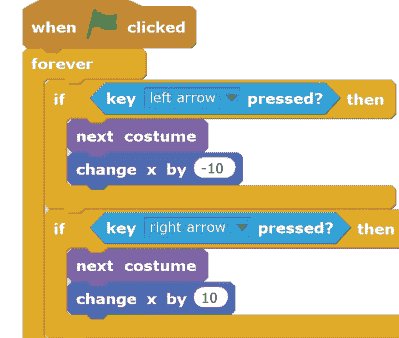 when clicked
forever
if key left arrow pressed? then
next costume
change x by -10
if key right arrow pressed? then
next costume
change x by 10